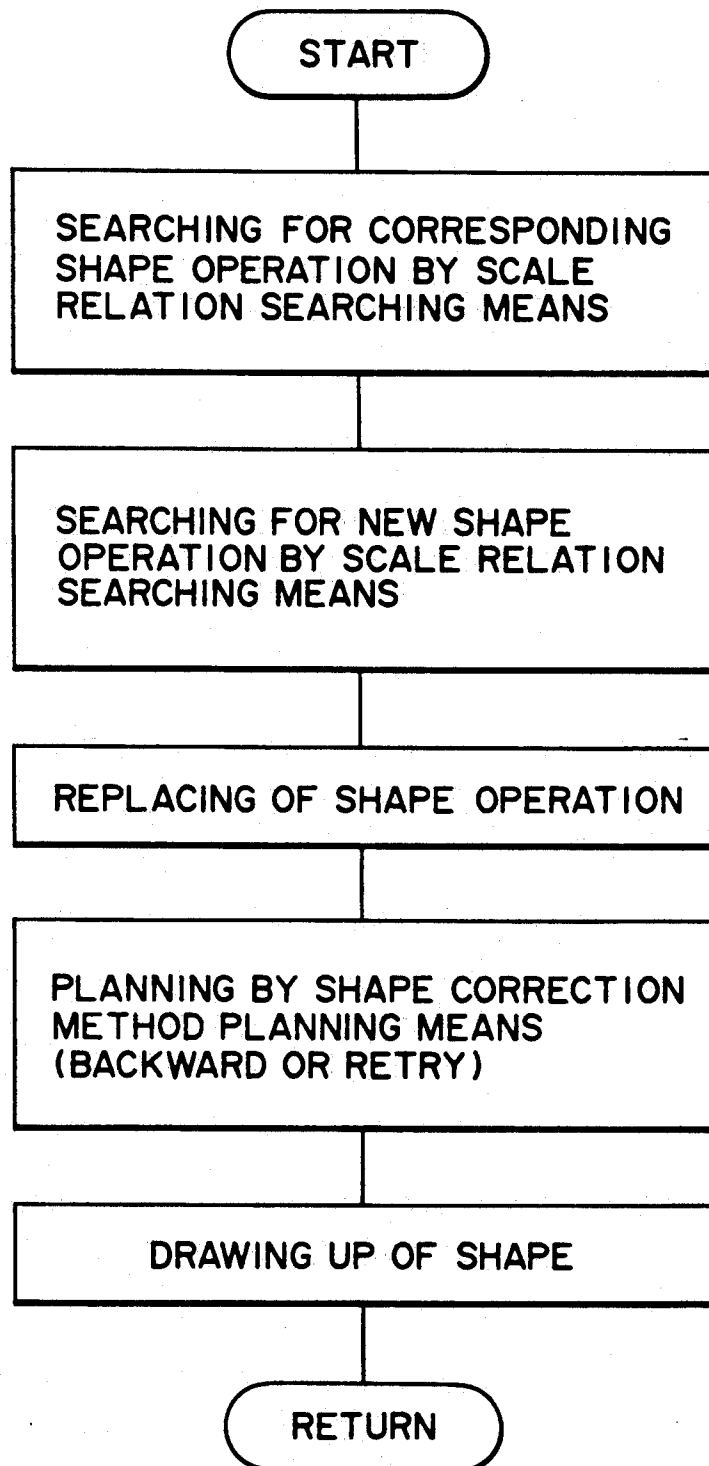 START
SEARCHING FOR CORRESPONDING
SHAPE OPERATION BY SCALE
RELATION SEARCHING MEANS
SEARCHING FOR NEW SHAPE
OPERATION BY SCALE RELATION
SEARCHING MEANS
REPLACING OF SHAPE OPERATION
PLANNING BY SHAPE CORRECTION
METHOD PLANNING MEANS
(BACKWARD OR RETRY)
DRAWING UP OF SHAPE
RETURN